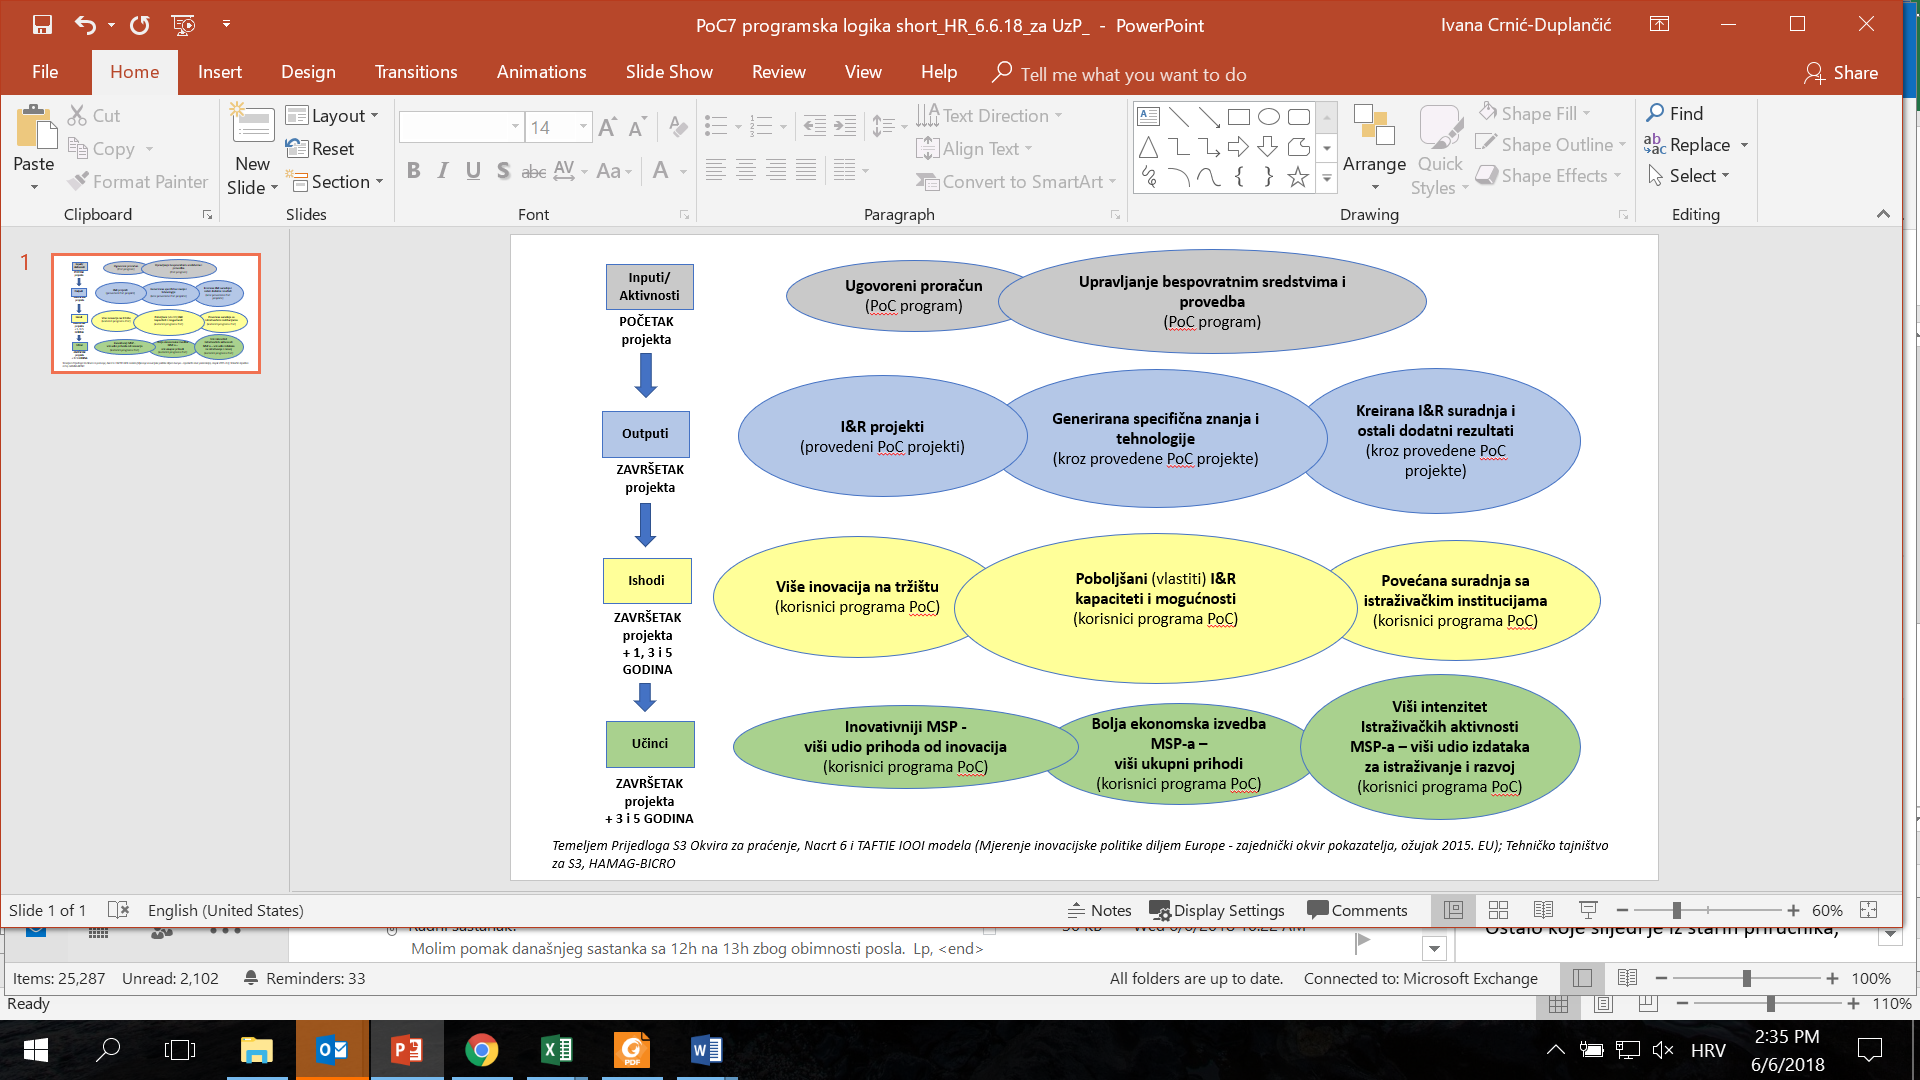 PoC7 programska logika short_HR_6.6.18_za UzP_ - PowerPoint
Ivana Crnić-Duplančić
File
Home
Insert
Design
Transitions
Animations
Slide Show
Review
View
Help
Tell me what you want to do
Share
Paste
Cut
Copy
Format Painter
Clipboard
New
Slide
Layout
Reset
Section
Slides
14
B I U S abc AV Aa A
Font
Text Direction
Align Text
Convert to SmartArt
Paragraph
Arrange
Quick
Styles
Shape Fill
Shape Outline
Shape Effects
Drawing
Find
Replace
Select
Editing
1
Inputi/
Aktivnosti
POČETAK
projekta
Ugovoreni proračun
(PoC program)
Upravljanje bespovratnim sredstvima i
provedba
(PoC program)
Outputi
ZAVRŠETAK
projekta
I&R projekti
(provedeni PoC projekti)
Generirana specifična znanja i
tehnologije
(kroz provedene PoC projekte)
Kreirana I&R suradnja i
ostali dodatni rezultati
(kroz provedene PoC
projekte)
Ishodi
ZAVRŠETAK
projekta
+ 1, 3 i 5
GODINA
Više inovacija na tržištu
(korisnici programa PoC)
Poboljšani (vlastiti) I&R
kapaciteti i mogućnosti
(korisnici programa PoC)
Povećana suradnja sa
istraživačkim institucijama
(korisnici programa PoC)
Učinci
ZAVRŠETAK
projekta
+ 3 i 5 GODINA
Inovativniji MSP -
viši udio prihoda od inovacija
(korisnici programa PoC)
Bolja ekonomska izvedba
MSP-a –
viši ukupni prihodi
(korisnici programa PoC)
Viši intenzitet
Istraživačkih aktivnosti
MSP-a – viši udio izdataka
za istraživanje i razvoj
(korisnici programa PoC)
Temeljem Prijedloga S3 Okvira za praćenje, Nacrt 6 i TAFTIE IOOI modela (Mjerenje inovacijske politike diljem Europe - zajednički okvir pokazatelja, ožujak 2015. EU); Tehničko tajništvo
za S3, HAMAG-BICRO
Slide 1 of 1
English (United States)
Notes
Display Settings
Comments
60%
Molim pomak današnjeg sastanka sa 12h na 13h zbog obimnosti posla. Lp, <end>
Ostalo koje slijedi je iz starih priručnika,
Items: 25,287
Unread: 2,102
Reminders: 33
All folders are up to date.
Connected to: Microsoft Exchange
100%
Ready
110%
HRV
2:35 PM
6/6/2018